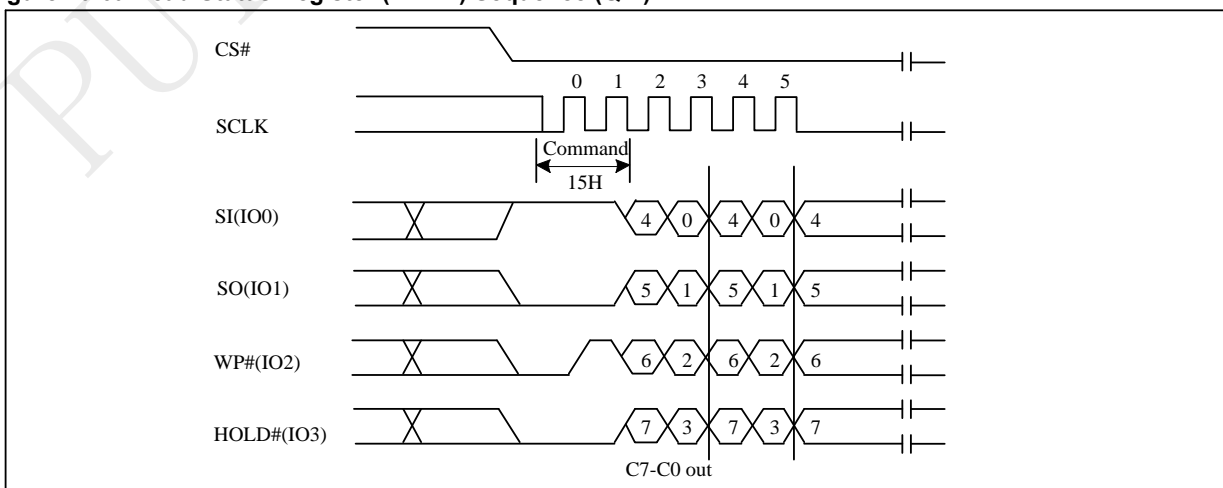 CS#
0 1 2 3 4 5
SCLK
Command
15H
SI(IO0) 4 0 4 0 4
SO(IO1) 5 1 5 1 5
WP#(IO2) 6 2 6 2 6
HOLD#(IO3) 7 3 7 3 7
C7-C0 out